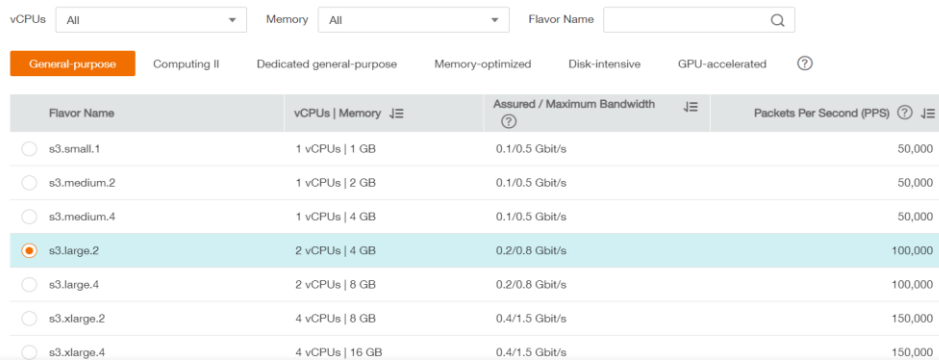 vCPUs All Memory All Flavor Name
General-purpose Computing II Dedicated general-purpose Memory-optimized Disk-intensive GPU-accelerated ?
Flavor Name vCPUs | Memory Assured / Maximum Bandwidth ? Packets Per Second (PPS) ?
s3.small.1 1 vCPUs | 1 GB 0.1/0.5 Gbit/s 50,000
s3.medium.2 1 vCPUs | 2 GB 0.1/0.5 Gbit/s 50,000
s3.medium.4 1 vCPUs | 4 GB 0.1/0.5 Gbit/s 50,000
s3.large.2 2 vCPUs | 4 GB 0.2/0.8 Gbit/s 100,000
s3.large.4 2 vCPUs | 8 GB 0.2/0.8 Gbit/s 100,000
s3.xlarge.2 4 vCPUs | 8 GB 0.4/1.5 Gbit/s 150,000
s3.xlarge.4 4 vCPUs | 16 GB 0.4/1.5 Gbit/s 150,000